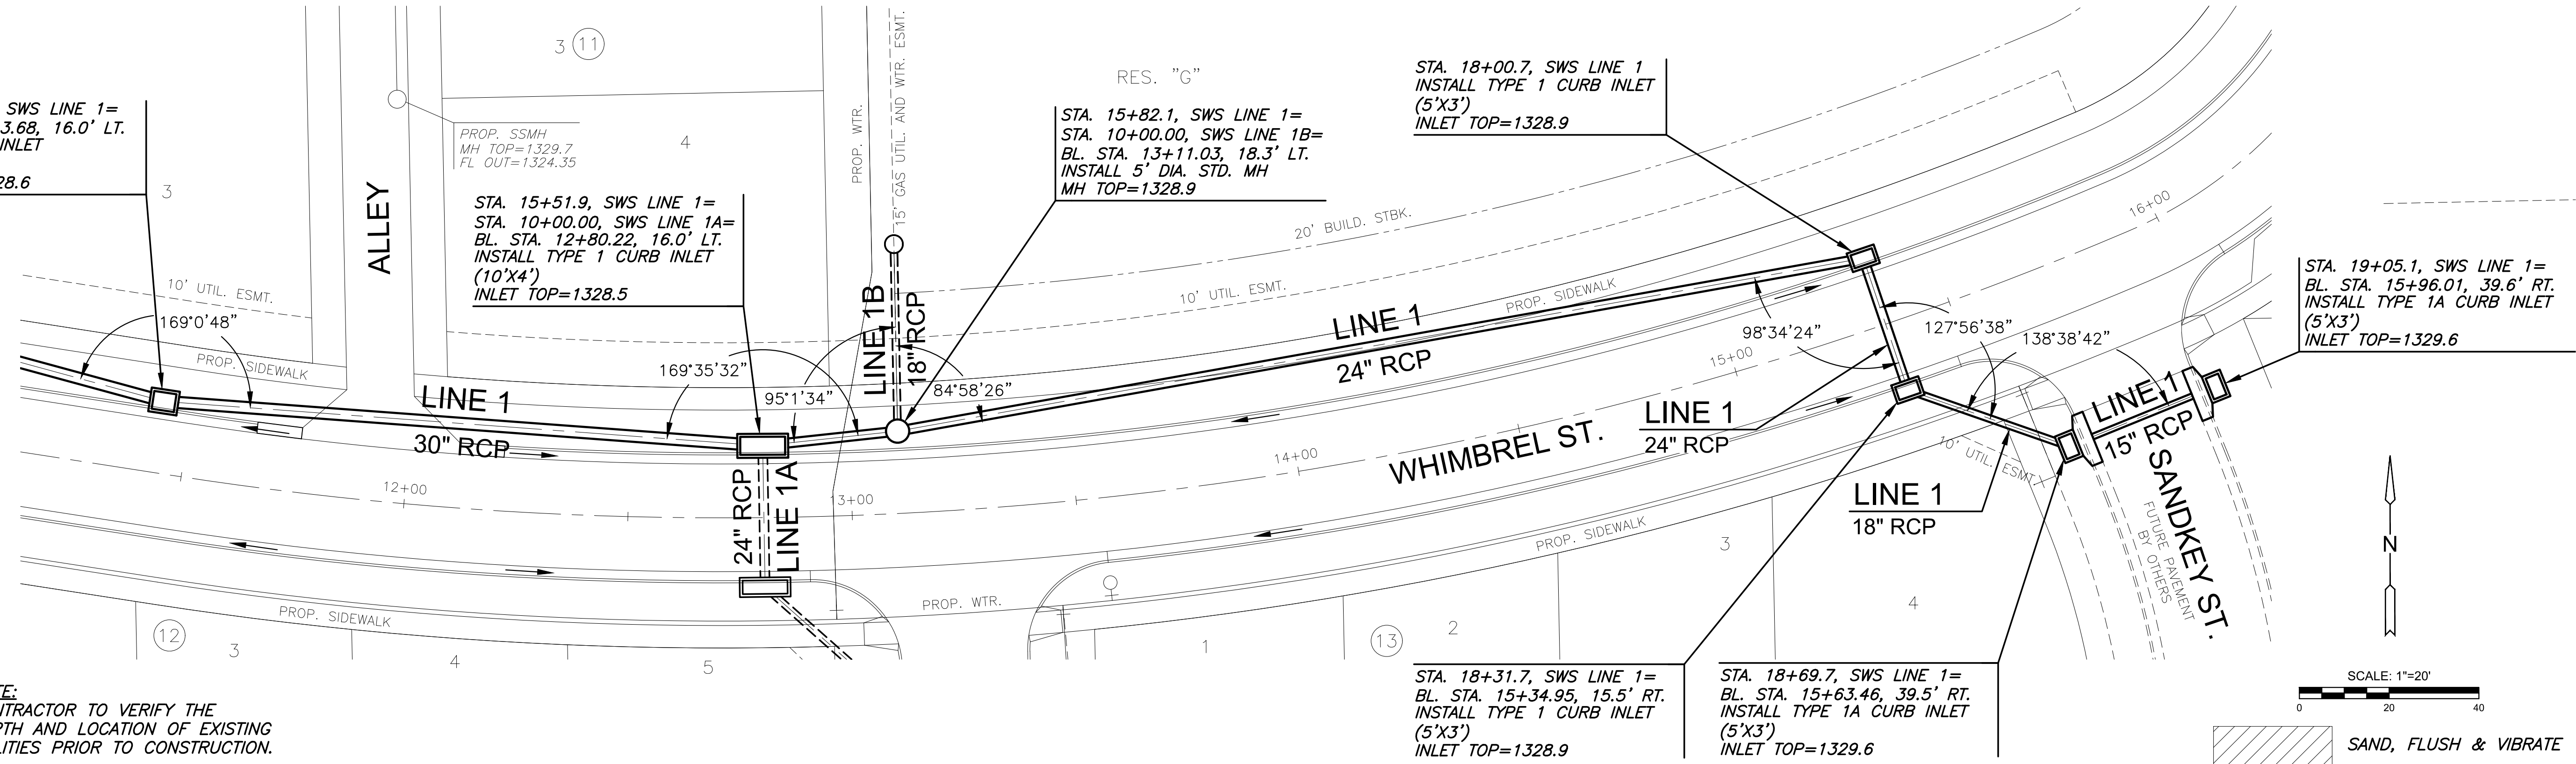 SWS LINE 1=
3.68, 16.0' LT.
INLET
28.6
3
169°0'48"
10' UTIL. ESMT.
PROP. SIDEWALK
ALLEY
PROP. SSMH
MH TOP=1329.7
FL OUT=1324.35
3 11
4
STA. 15+51.9, SWS LINE 1=
STA. 10+00.00, SWS LINE 1A=
BL. STA. 12+80.22, 16.0' LT.
INSTALL TYPE 1 CURB INLET
(10'X4')
INLET TOP=1328.5
PROP. WTR.
15' GAS UTIL. AND WTR. ESMT.
RES. "G"
STA. 15+82.1, SWS LINE 1=
STA. 10+00.00, SWS LINE 1B=
BL. STA. 13+11.03, 18.3' LT.
INSTALL 5' DIA. STD. MH
MH TOP=1328.9
STA. 18+00.7, SWS LINE 1
INSTALL TYPE 1 CURB INLET
(5'X3')
INLET TOP=1328.9
20' BUILD. STBK.
10' UTIL. ESMT.
PROP. SIDEWALK
16+00
STA. 19+05.1, SWS LINE 1=
BL. STA. 15+96.01, 39.6' RT.
INSTALL TYPE 1A CURB INLET
(5'X3')
INLET TOP=1329.6
LINE 1
30" RCP
169°35'32"
95°1'34"
LINE 1B
18" RCP
84°58'26"
LINE 1
24" RCP
98°34'24"
127°56'38"
138°38'42"
15+00
LINE 1
24" RCP
LINE 1
15" RCP
10' UTIL. ESMT.
LINE 1
18" RCP
WHIMBREL ST.
SANDKEY ST.
FUTURE PAVEMENT
BY OTHERS
12+00
13+00
14+00
24" RCP
LINE 1A
PROP. SIDEWALK
PROP. WTR.
PROP. SIDEWALK
12
3
4
5
1
13
2
3
4
N
STA. 18+31.7, SWS LINE 1=
BL. STA. 15+34.95, 15.5' RT.
INSTALL TYPE 1 CURB INLET
(5'X3')
INLET TOP=1328.9
STA. 18+69.7, SWS LINE 1=
BL. STA. 15+63.46, 39.5' RT.
INSTALL TYPE 1A CURB INLET
(5'X3')
INLET TOP=1329.6
TE:
NTRACTOR TO VERIFY THE
PTH AND LOCATION OF EXISTING
LITIES PRIOR TO CONSTRUCTION.
SCALE: 1"=20'
0 20 40
SAND, FLUSH & VIBRATE